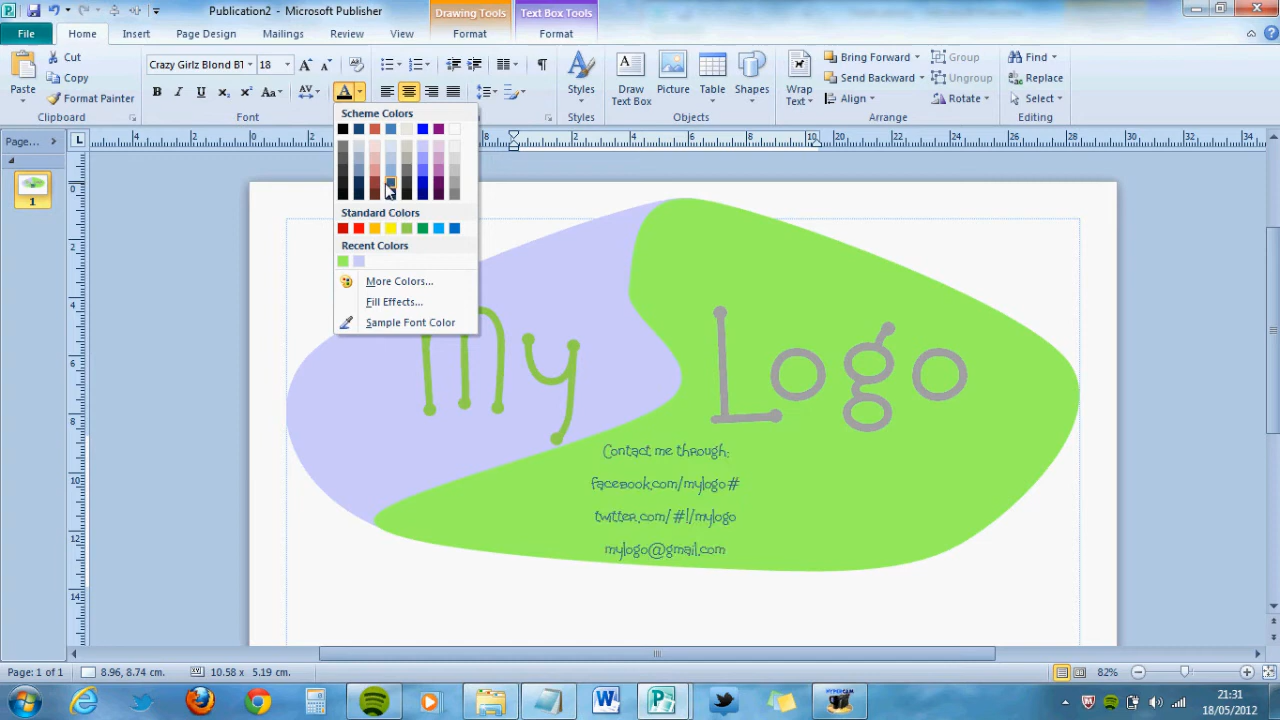 Publication2 - Microsoft Publisher
Drawing Tools
Text Box Tools
File
Home
Insert
Page Design
Mailings
Review
View
Format
Format
Paste
Cut
Copy
Format Painter
Clipboard
Crazy Girlz Blond BT
18
Font
Styles
Styles
Draw Text Box
Picture
Table
Shapes
Objects
Wrap Text
Bring Forward
Send Backward
Align
Group
Ungroup
Rotate
Arrange
Find
Replace
Select
Editing
Page...
1
Scheme Colors
Standard Colors
Recent Colors
More Colors...
Fill Effects...
Sample Font Color
My Logo
Contact me through:
facebook.com/mylogo#
twitter.com/#!/mylogo
mylogo@gmail.com
Page: 1 of 1
8.96, 8.74 cm.
10.58 x 5.19 cm.
82%
21:31
18/05/2012